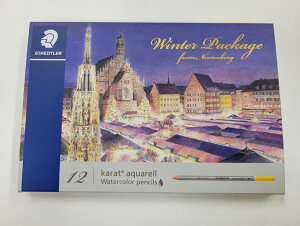 STAEDTLER
Winter Package
from Nuremberg
12
karat® aquarell
Watercolor pencils